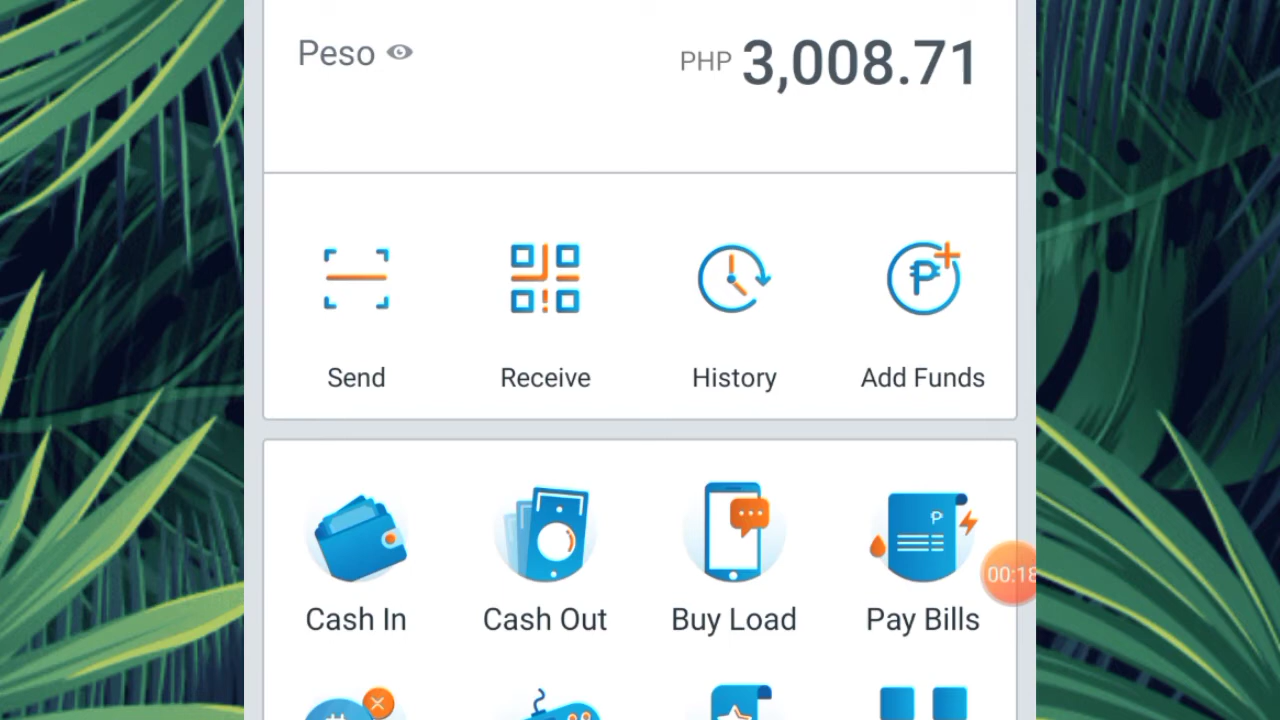 Peso
PHP 3,008.71
Send Receive History Add Funds
Cash In Cash Out Buy Load Pay Bills
00:18